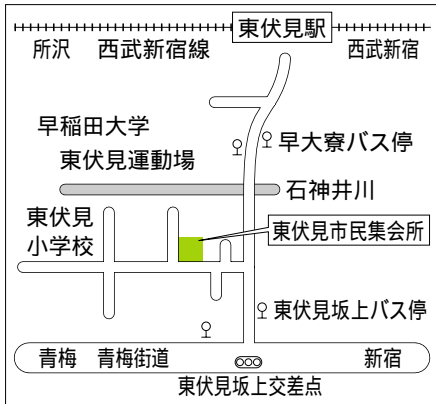 東伏見駅
所沢
西武新宿線
西武新宿
早稲田大学
東伏見運動場
早大寮バス停
石神井川
東伏見
小学校
東伏見市民集会所
東伏見坂上バス停
青梅
青梅街道
新宿
東伏見坂上交差点